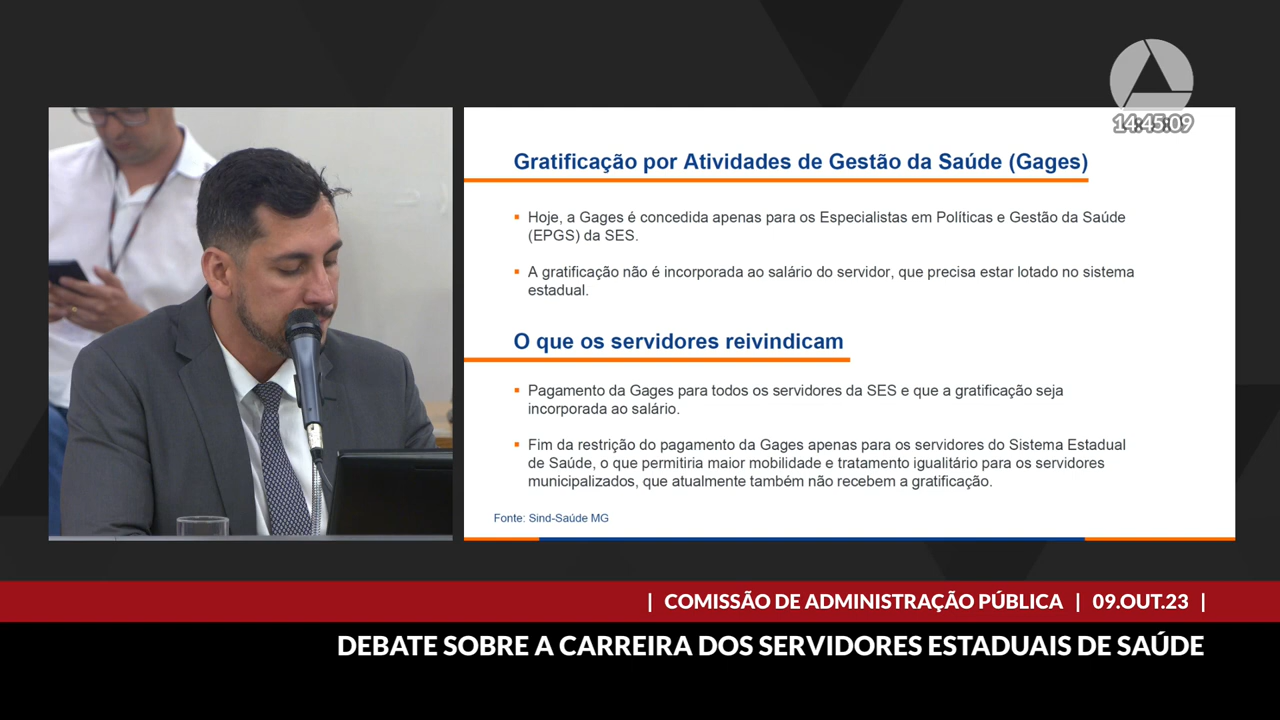 14:45:09
Gratificação por Atividades de Gestão da Saúde (Gages)
Hoje, a Gages é concedida apenas para os Especialistas em Políticas e Gestão da Saúde
(EPGS) da SES.
A gratificação não é incorporada ao salário do servidor, que precisa estar lotado no sistema
estadual.
O que os servidores reivindicam
Pagamento da Gages para todos os servidores da SES e que a gratificação seja
incorporada ao salário.
Fim da restrição do pagamento da Gages apenas para os servidores do Sistema Estadual
de Saúde, o que permitiria maior mobilidade e tratamento igualitário para os servidores
municipalizados, que atualmente também não recebem a gratificação.
Fonte: Sind-Saúde MG
| COMISSÃO DE ADMINISTRAÇÃO PÚBLICA | 09.OUT.23 |
DEBATE SOBRE A CARREIRA DOS SERVIDORES ESTADUAIS DE SAÚDE